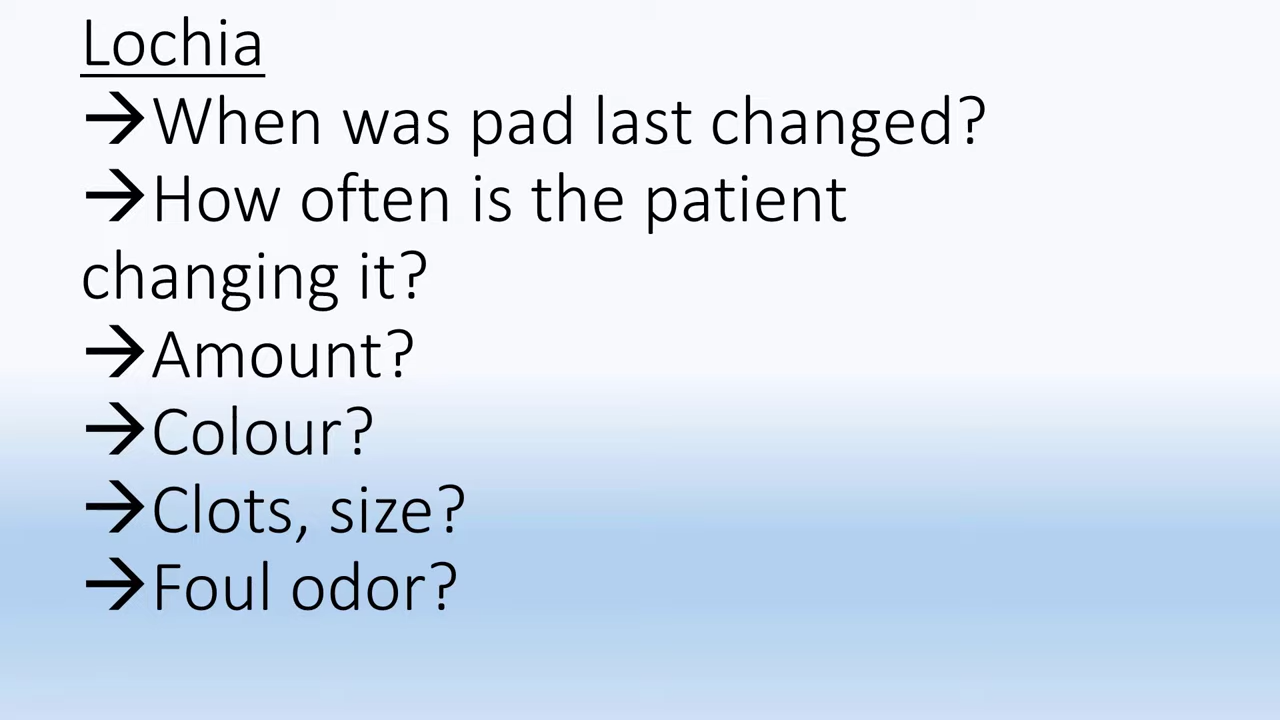 Lochia
→When was pad last changed?
→How often is the patient
changing it?
→Amount?
→Colour?
→Clots, size?
→Foul odor?